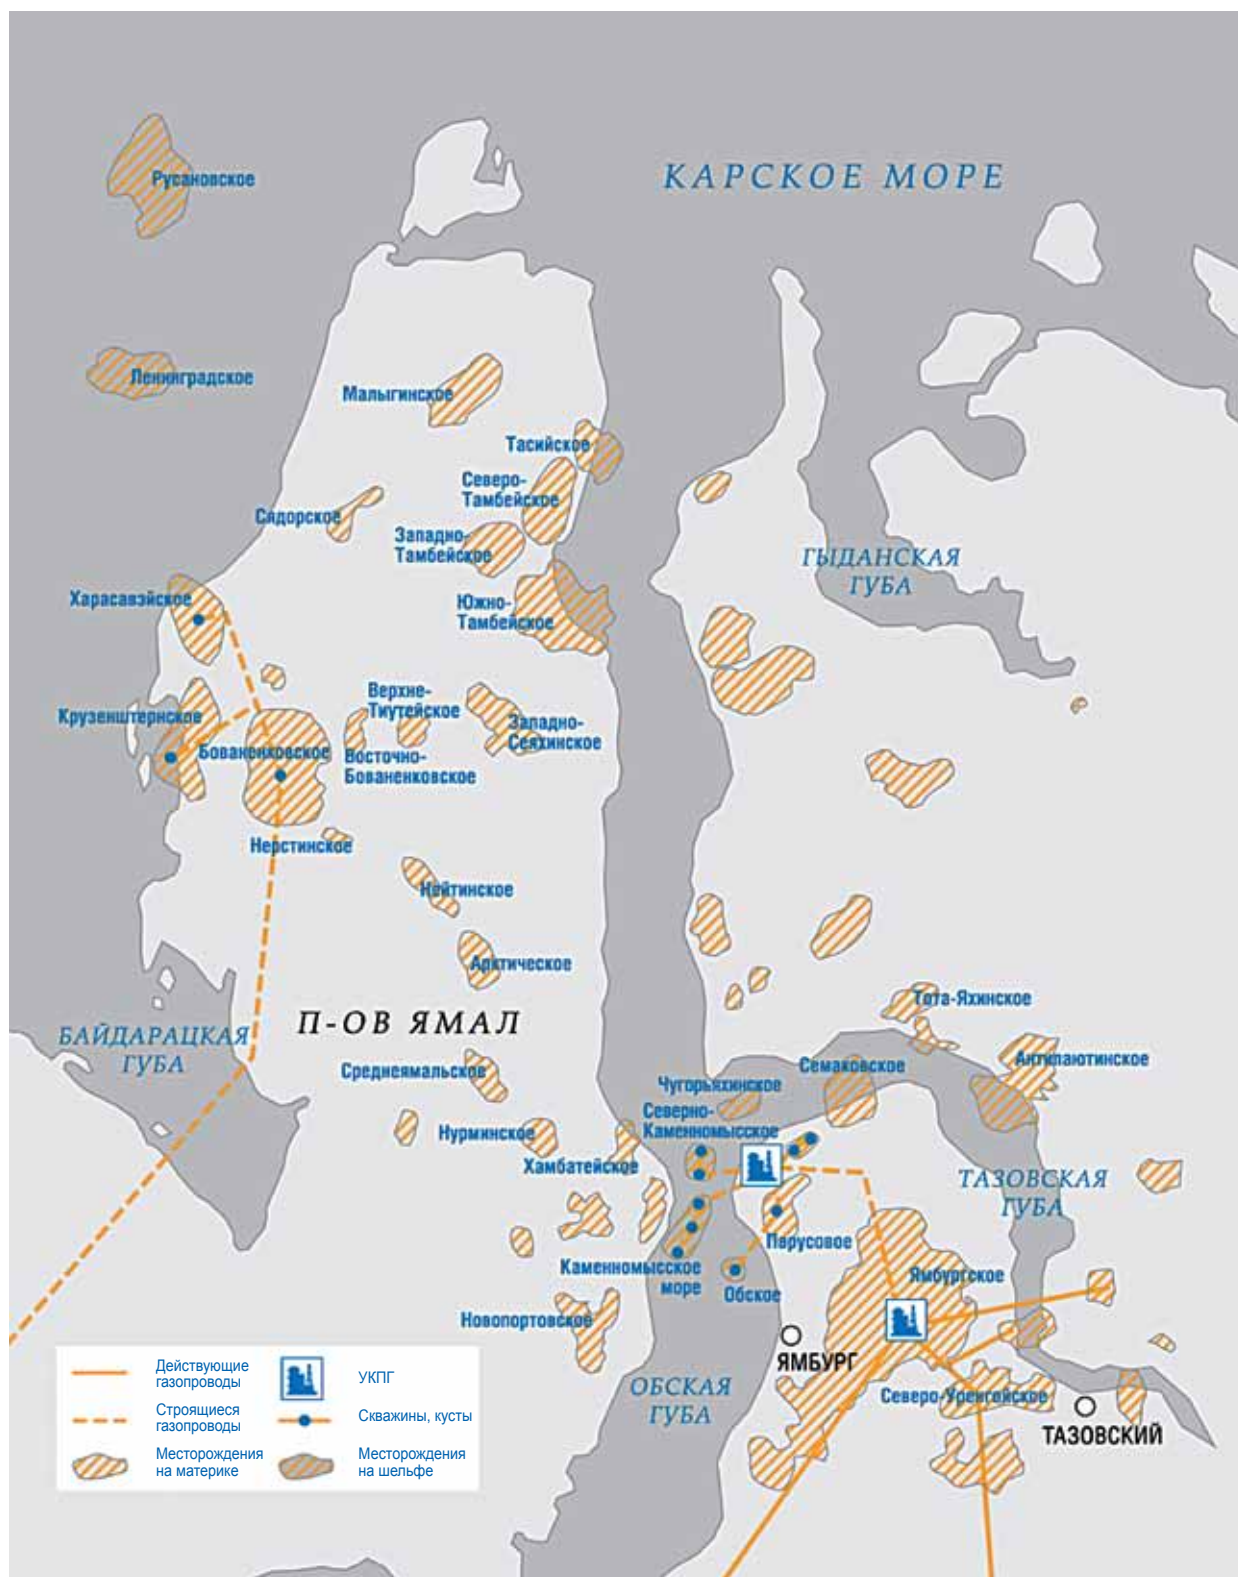 КАРСКОЕ МОРЕ
Русановское
Ленинградское
Малыгинское
Тасийское
Северо-
Тамбейское
Сядорское
Западно-
Тамбейское
ГЫДАНСКАЯ
ГУБА
Харасавэйское
Южно-
Тамбейское
Верхне-
Тиутейское
Крузенштернское
Западно-
Сеяхинское
Бованенковское
Восточно-
Бованенковское
Нерстинское
Нейтинское
Арктическое
Тота-Яхинское
П-ОВ ЯМАЛ
БАЙДАРАЦКАЯ
ГУБА
Среднеямальское
Семаковское
Антипаютинское
Чугорьяхинское
Северно-
Каменномысское
Нурминское
Хамбатейское
ТАЗОВСКАЯ
ГУБА
Парусовое
Каменномысское
море
Обское
Ямбургское
Новопортовское
ЯМБУРГ
ОБСКАЯ
ГУБА
Северо-Уренгойское
ТАЗОВСКИЙ
Действующие
газопроводы
УКПГ
Строящиеся
газопроводы
Скважины, кусты
Месторождения
на материке
Месторождения
на шельфе